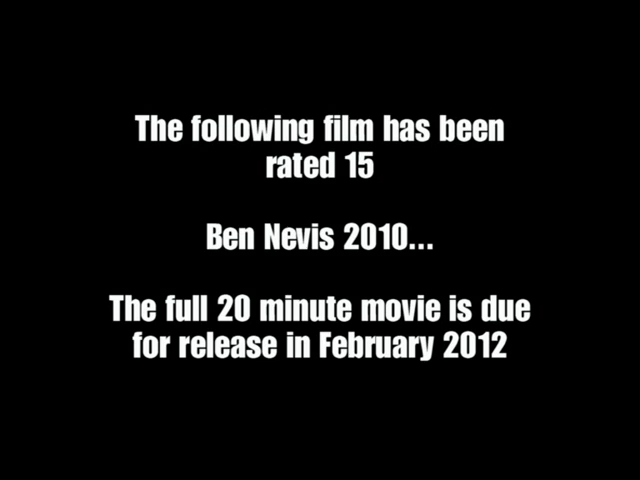 The following film has been
rated 15
Ben Nevis 2010...
The full 20 minute movie is due
for release in February 2012